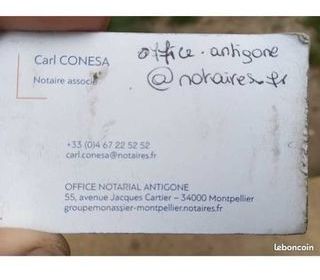 Carl CONESA
Notaire associé
office.antigone
@notaires.fr
+33 (0)4 67 22 52 52
carl.conesa@notaires.fr
OFFICE NOTARIAL ANTIGONE
55, avenue Jacques Cartier – 34000 Montpellier
groupemonassier-montpellier.notaires.fr
leboncoin